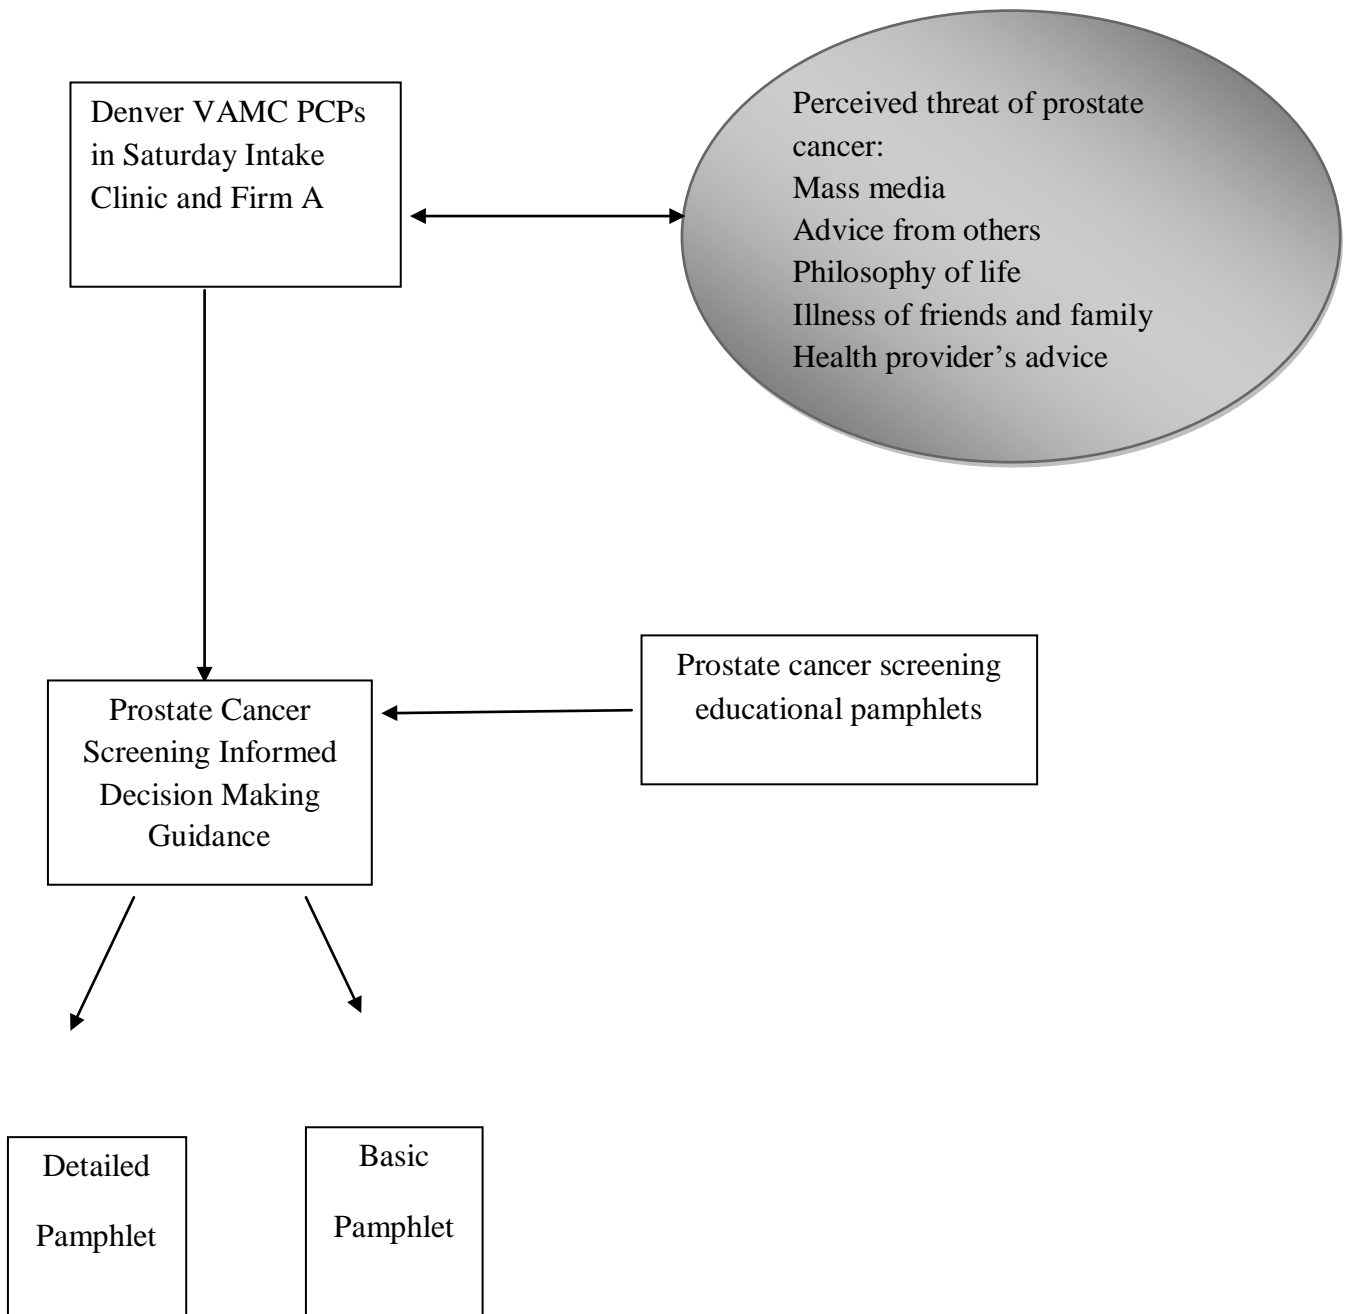 Denver VAMC PCPs
in Saturday Intake
Clinic and Firm A
Perceived threat of prostate
cancer:
Mass media
Advice from others
Philosophy of life
Illness of friends and family
Health provider’s advice
Prostate cancer screening
educational pamphlets
Prostate Cancer
Screening Informed
Decision Making
Guidance
Detailed
Pamphlet
Basic
Pamphlet